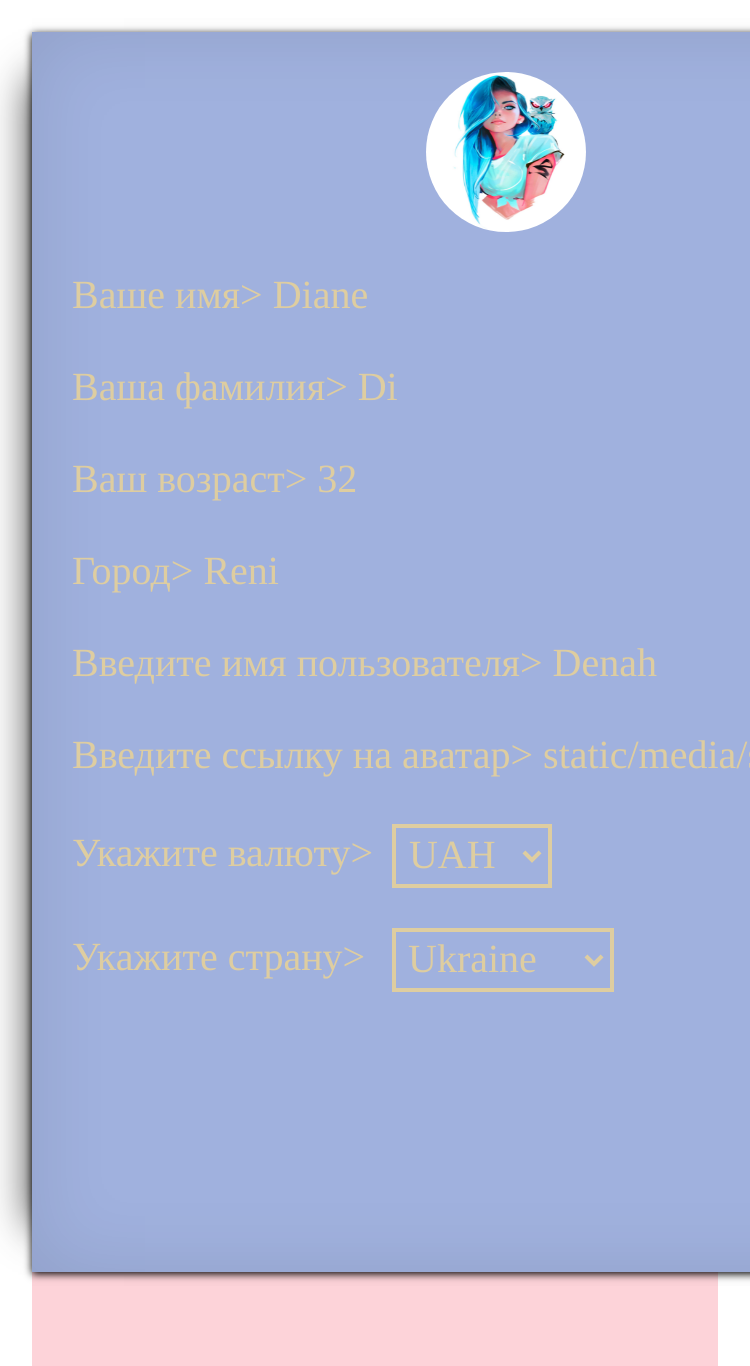 Ваше имя> Diane
Ваша фамилия> Di
Ваш возраст> 32
Город> Reni
Введите имя пользователя> Denah
Введите ссылку на аватар> static/media/
Укажите валюту> UAH
Укажите страну> Ukraine